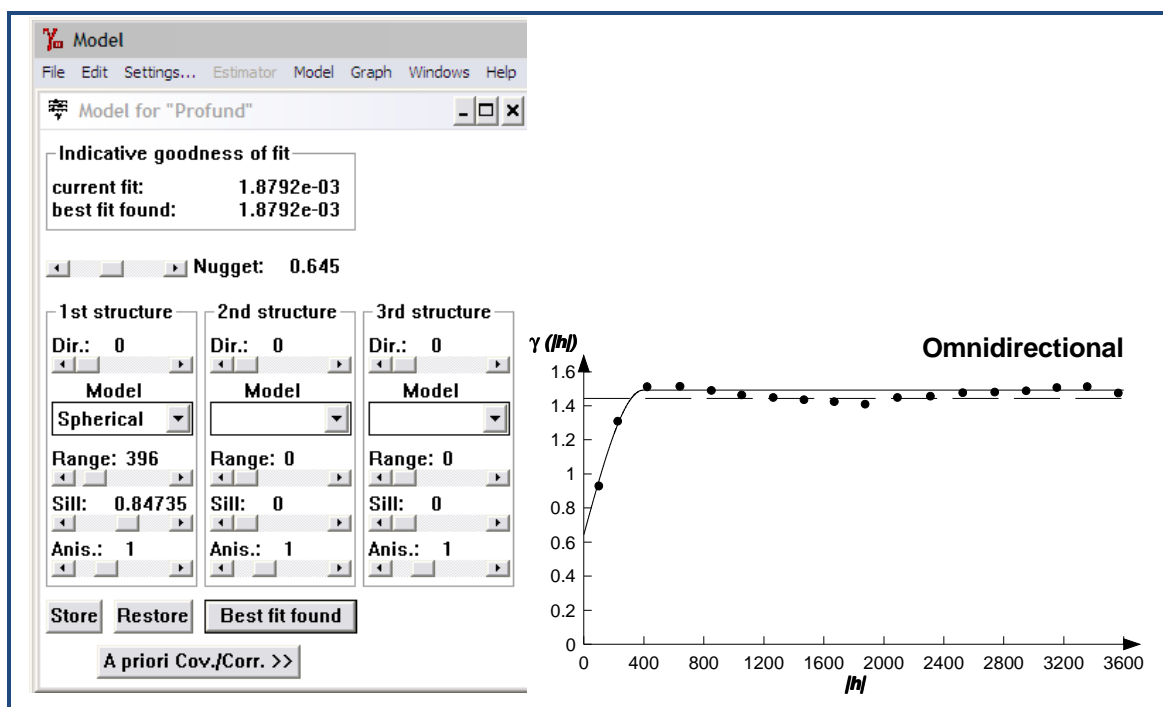 Model
File Edit Settings... Estimator Model Graph Windows Help
Model for "Profund"
Indicative goodness of fit
current fit: 1.8792e-03
best fit found: 1.8792e-03
Nugget: 0.645
1st structure
Dir.: 0
Model
Spherical
Range: 396
Sill: 0.84735
Anis.: 1
2nd structure
Dir.: 0
Model
Range: 0
Sill: 0
Anis.: 1
3rd structure
Dir.: 0
Model
Range: 0
Sill: 0
Anis.: 1
Store Restore Best fit found
A priori Cov./Corr. >>
γ (|h|)
Omnidirectional
1.6
1.4
1.2
1
0.8
0.6
0.4
0.2
0
0 400 800 1200 1600 2000 2400 2800 3200 3600
|h|